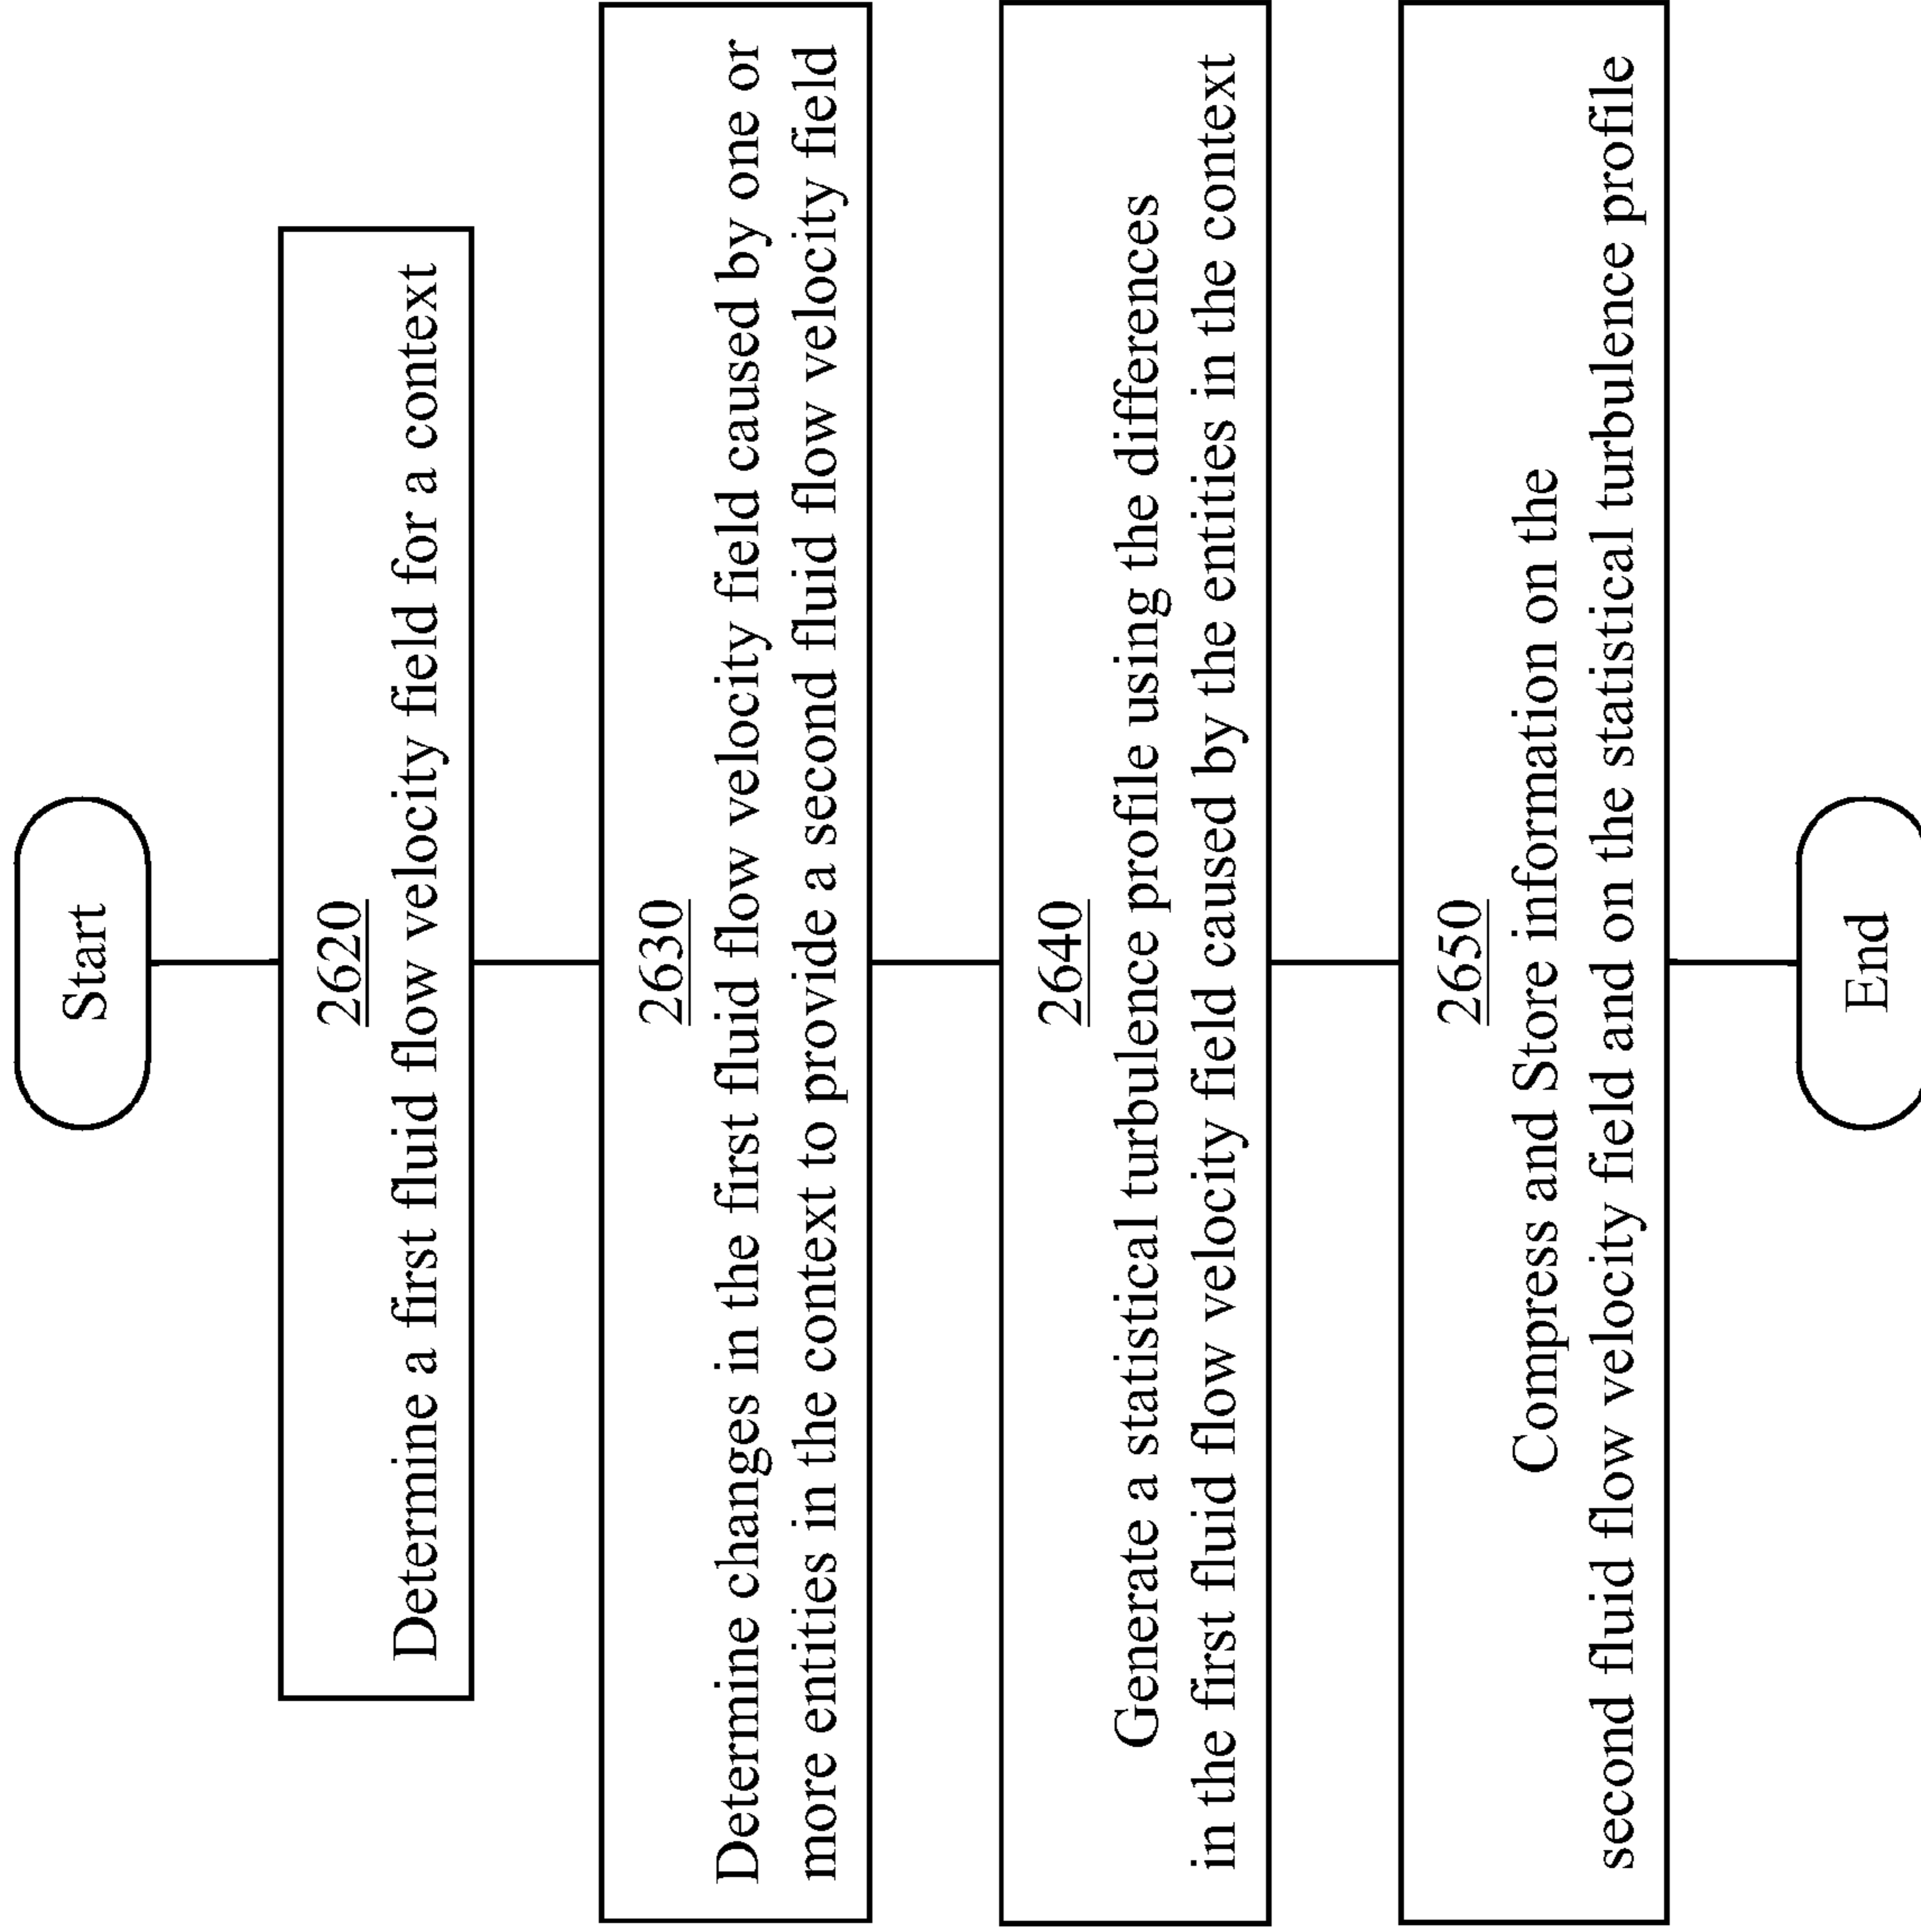 Start
2620
Determine a first fluid flow velocity field for a context
2630
Determine changes in the first fluid flow velocity field caused by one or
more entities in the context to provide a second fluid flow velocity field
2640
Generate a statistical turbulence profile using the differences
in the first fluid flow velocity field caused by the entities in the context
2650
Compress and Store information on the
second fluid flow velocity field and on the statistical turbulence profile
End